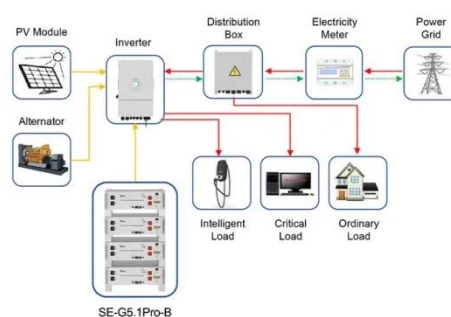 PV Module
Inverter
Distribution
Box
Electricity
Meter
Power
Grid
Alternator
Intelligent
Load
Critical
Load
Ordinary
Load
SE-G5.1Pro-B